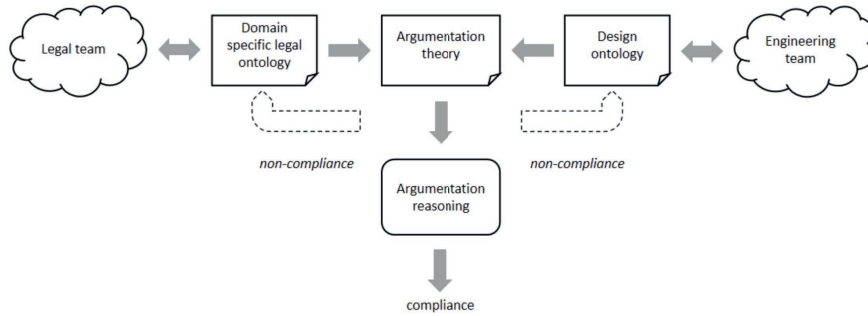 Legal team
Domain
specific legal
ontology
Argumentation
theory
Design
ontology
Engineering
team
non-compliance
non-compliance
Argumentation
reasoning
compliance